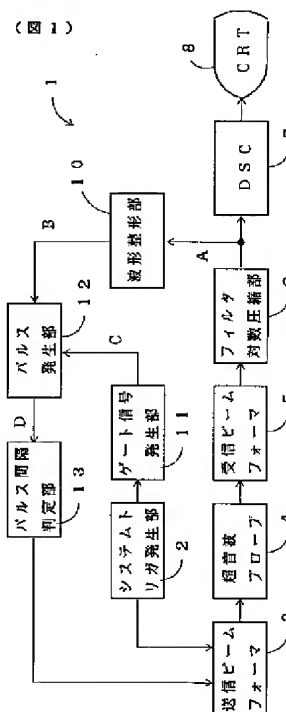 (図1)
1
8
CRT
DSC
7
10
波形整形部
A
B
12
パルス
発生部
C
D
パルス間隔
判定部
13
ゲート信号
発生部
11
システムト
リガ発生部
2
フィルタ
対数圧縮部
6
受信ビーム
フォーマ
5
超音波
プローブ
4
送信ビーム
フォーマ
3